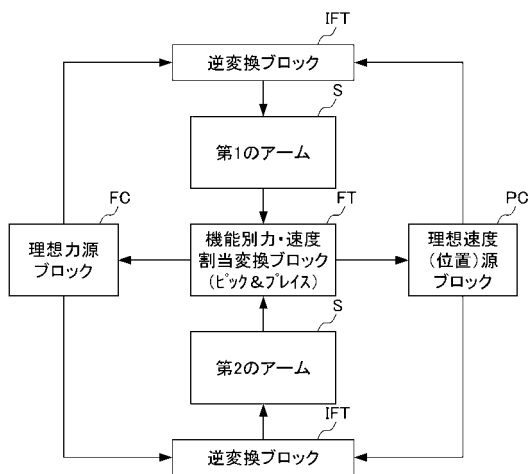 IFT
逆変換ブロック
S
第1のアーム
FC
理想力源
ブロック
FT
機能別力・速度
割当変換ブロック
(ピック&プレイス)
PC
理想速度
(位置)源
ブロック
S
第2のアーム
IFT
逆変換ブロック